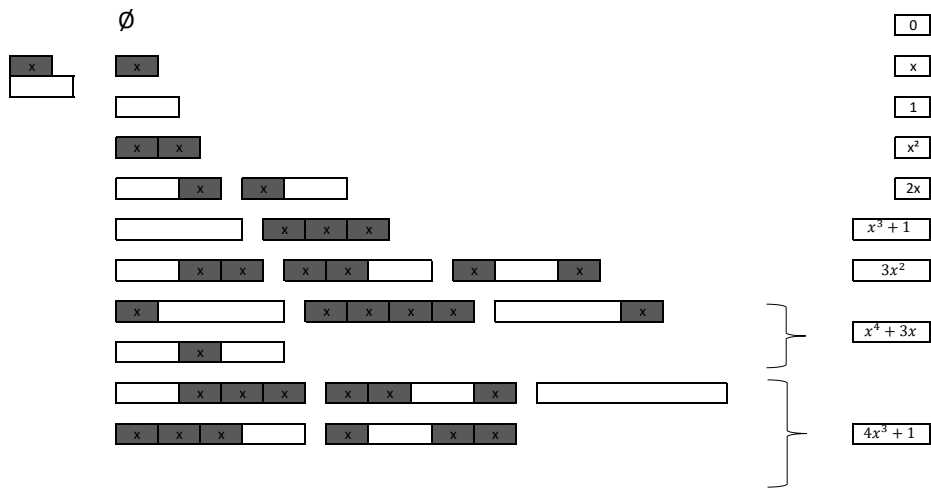 Ø 0
x x x
1
x x x²
x x 2x
x x x x³ + 1
x x x x x x 3x²
x x x x x x
x⁴ + 3x
x
x x x x x x
x x x x x x 4x³ + 1